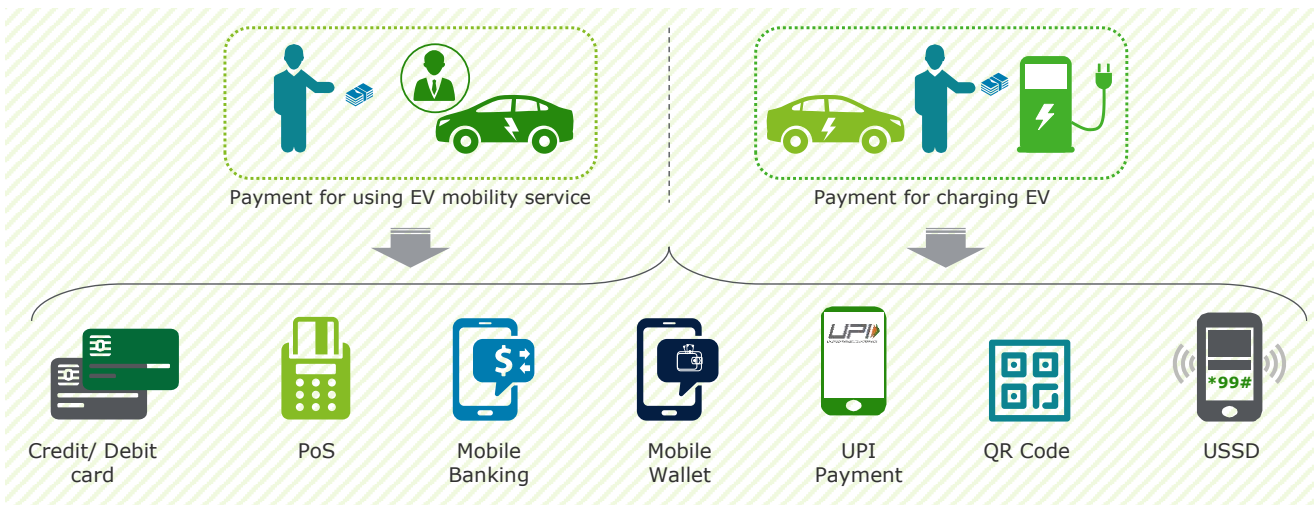 Payment for using EV mobility service
Payment for charging EV
$
UPI
*99#
Credit/ Debit
card
PoS
Mobile
Banking
Mobile
Wallet
UPI
Payment
QR Code
USSD